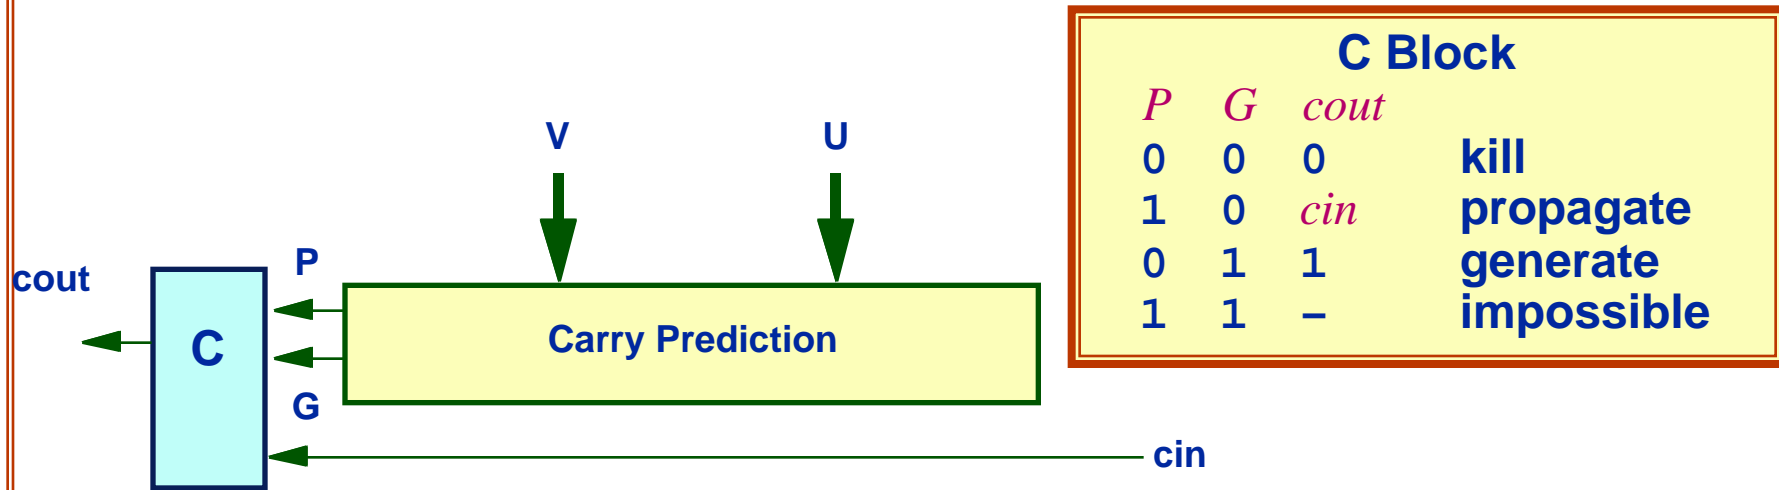 C Block
P G cout
0 0 0 kill
1 0 cin propagate
0 1 1 generate
1 1 – impossible
V
U
cout
P
C
Carry Prediction
G
cin